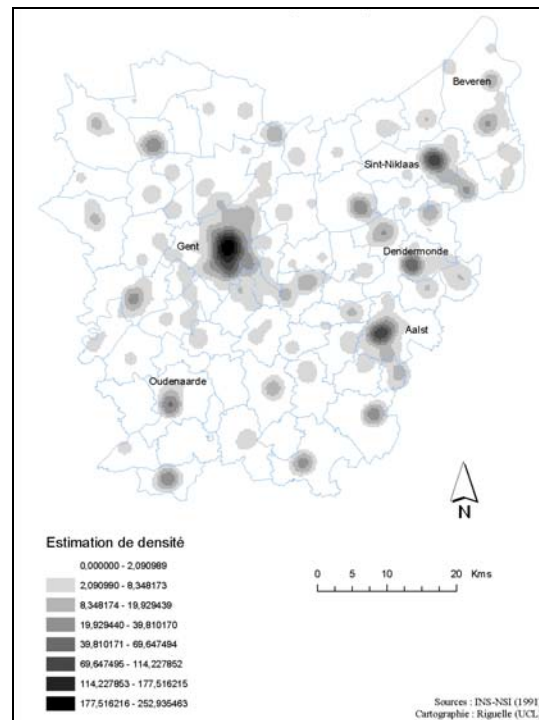 Beveren
Sint-Niklaas
Gent
Dendermonde
Aalst
Oudenaarde
N
Estimation de densité
0,000000 - 2,090989
2,090990 - 8,348173
8,348174 - 19,929439
19,929440 - 39,810170
39,810171 - 69,647494
69,647495 - 114,227852
114,227853 - 177,516215
177,516216 - 252,935463
0 5 10 20 Kms
Sources : INS-NSI (1991)
Cartographie : Riguelle (UCL